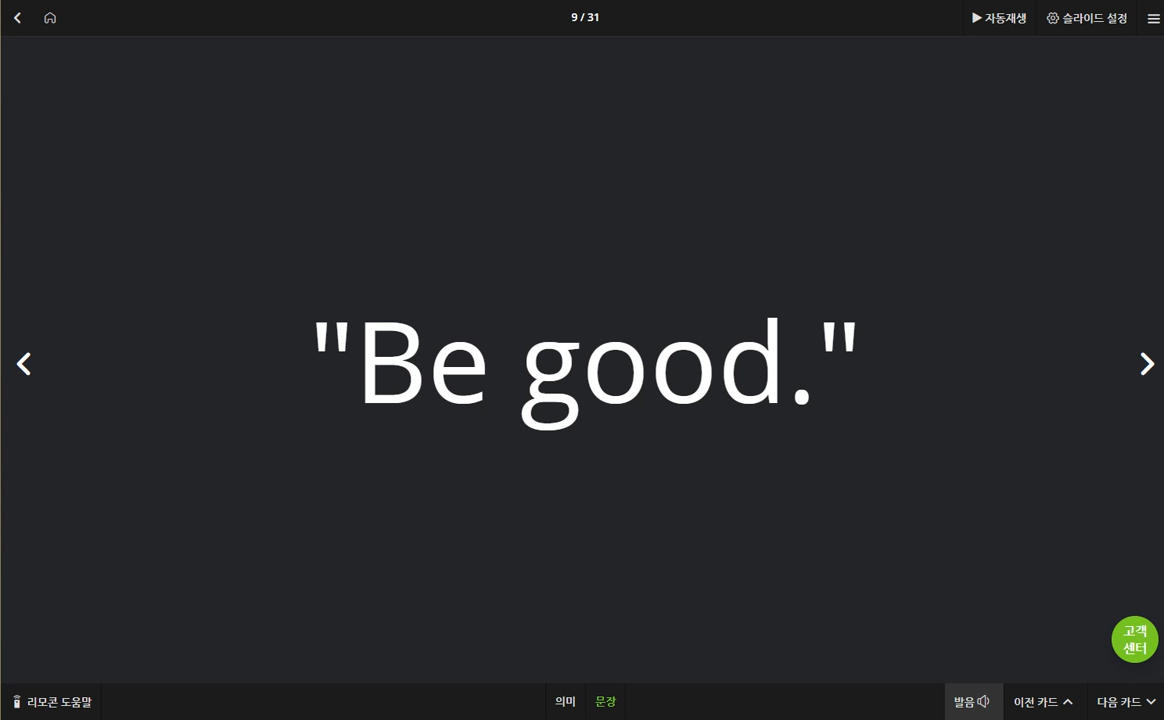 9 / 31
자동재생
슬라이드 설정
"Be good."
고객
센터
리모콘 도움말
의미
문장
발음
이전 카드
다음 카드